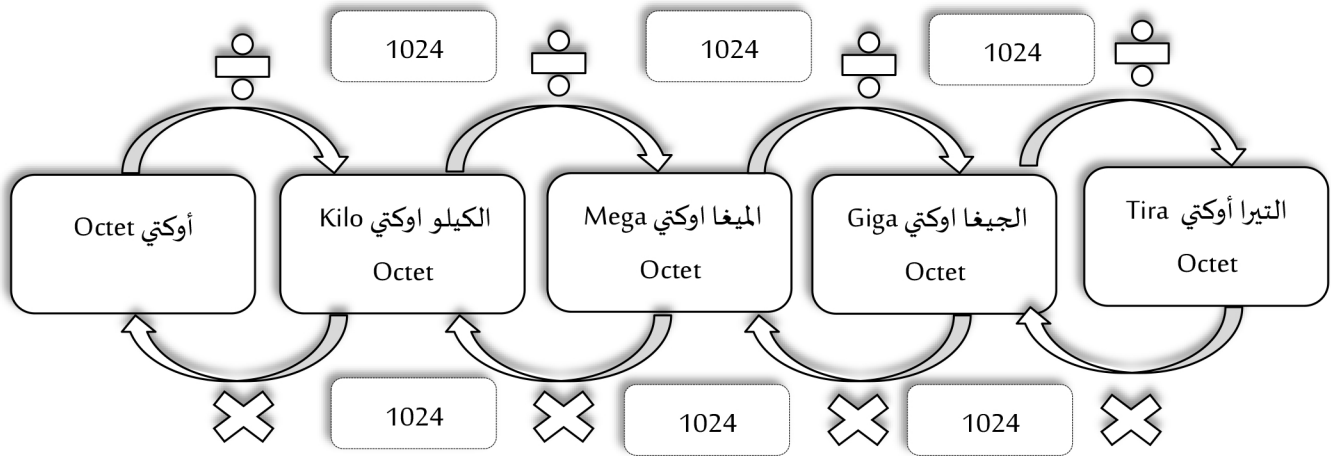 1024
1024
1024
أوكتي Octet
الكيلو اوكتي Kilo
Octet
الميغا اوكتي Mega
Octet
الجيغا اوكتي Giga
Octet
التيرا أوكتي Tira
Octet
1024
1024
1024